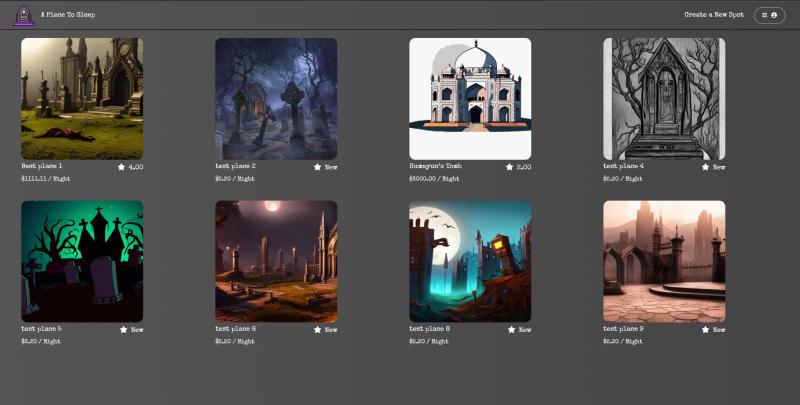 A Place To Sleep
Create a New Spot
Best place 1 4.00
$1111.11 / Night
test place 2 New
$2.20 / Night
Humayun's Tomb 2.00
$5000.00 / Night
test place 4 New
$2.20 / Night
test place 5 New
$2.20 / Night
test place 6 New
$2.20 / Night
test place 8 New
$2.20 / Night
test place 9 New
$2.20 / Night